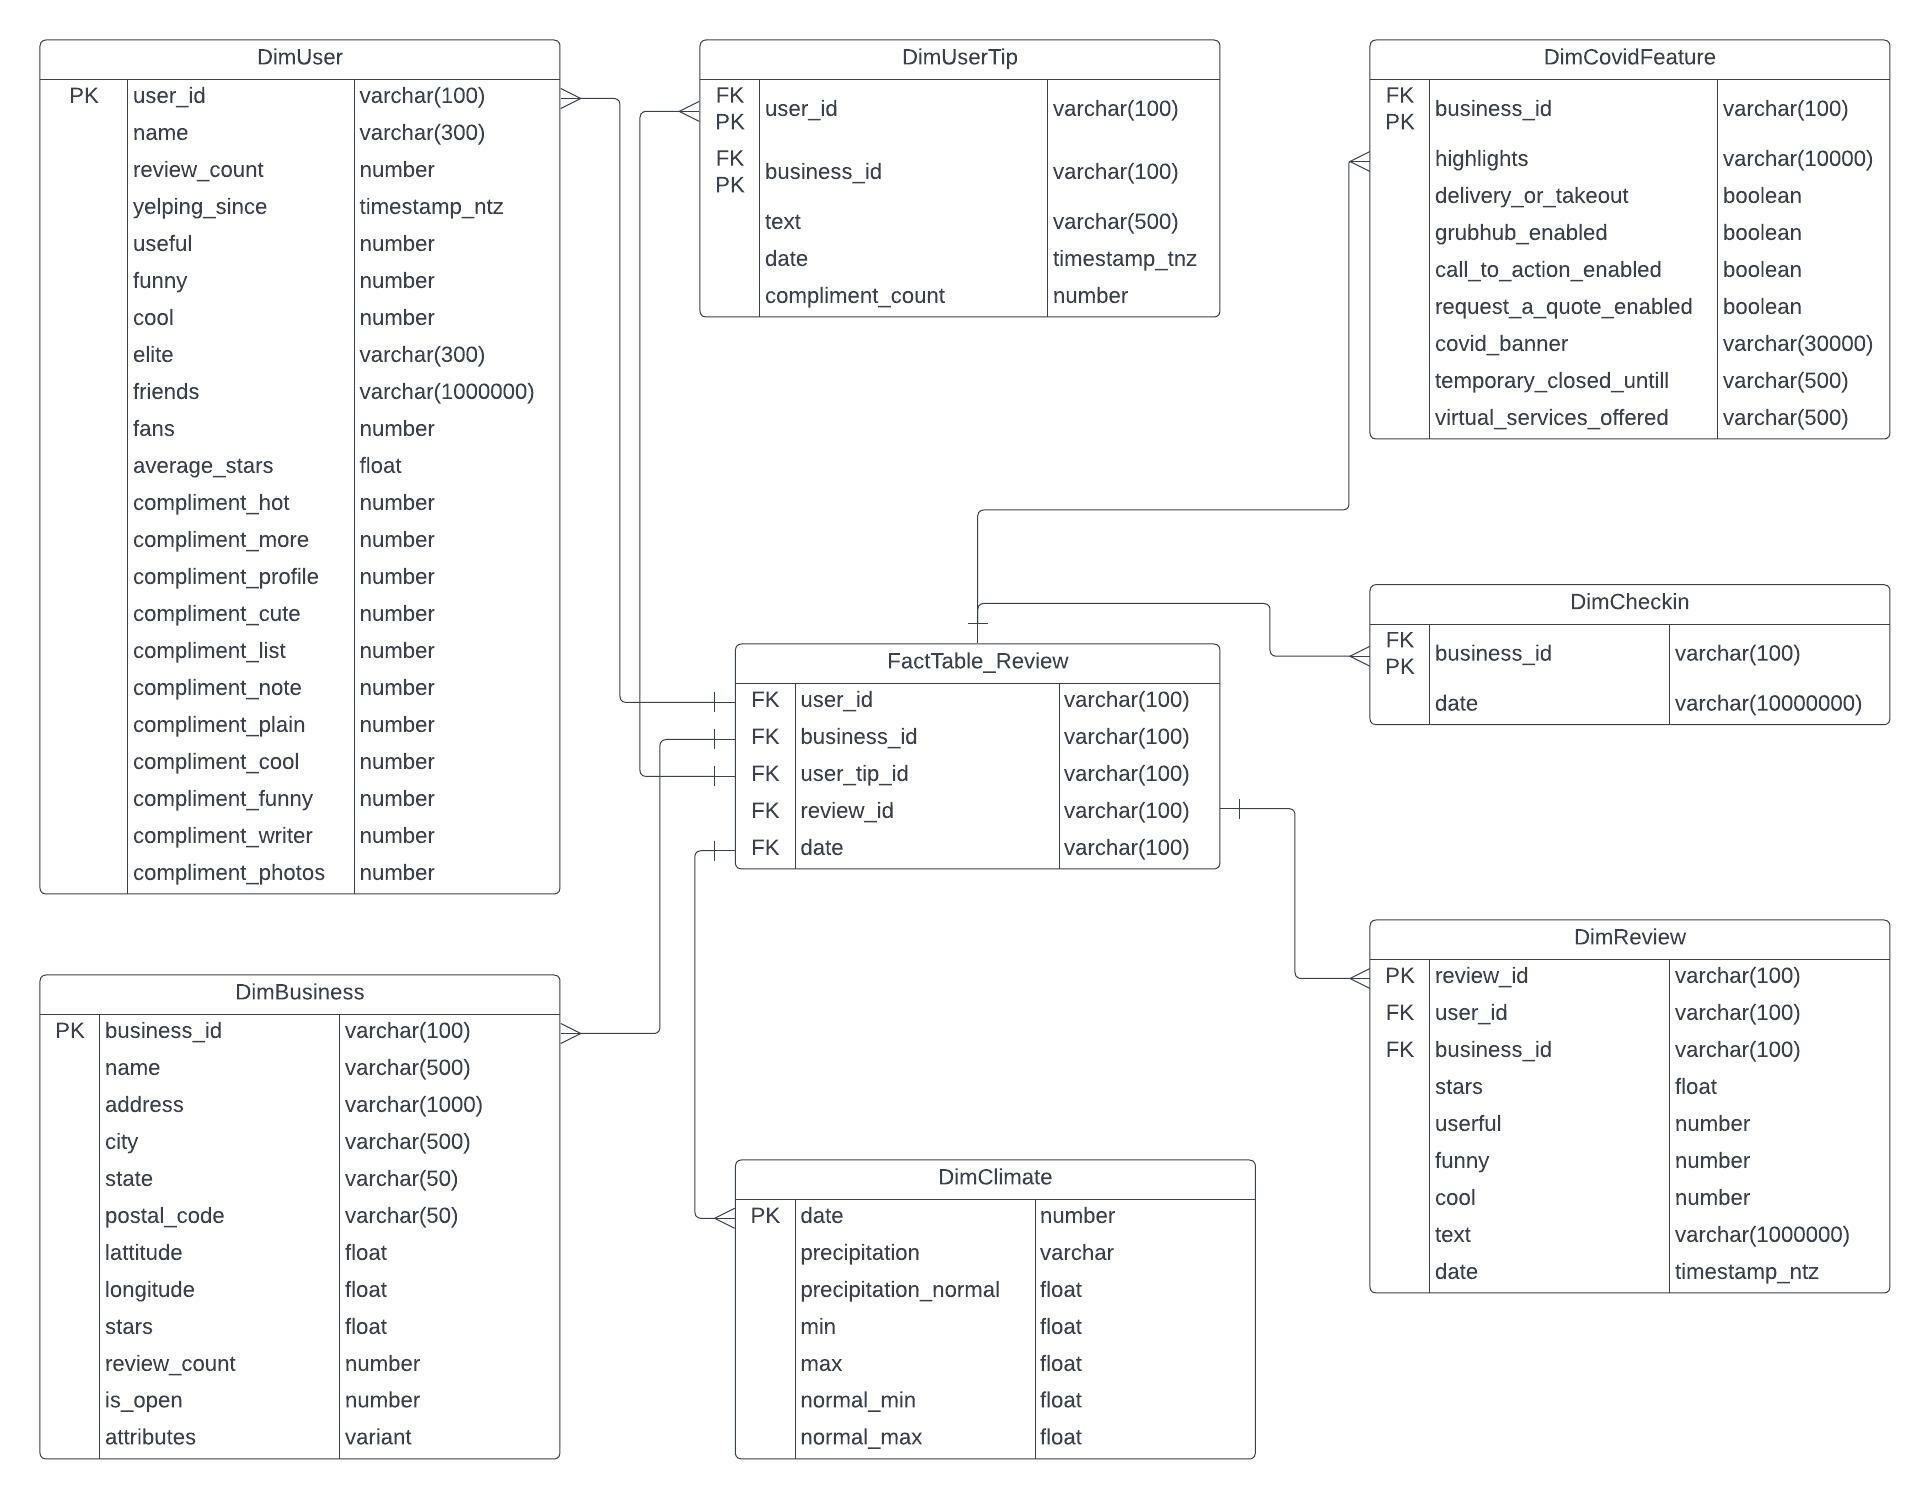 DimUser
PK user_id varchar(100)
name varchar(300)
review_count number
yelping_since timestamp_ntz
useful number
funny number
cool number
elite varchar(300)
friends varchar(1000000)
fans number
average_stars float
compliment_hot number
compliment_more number
compliment_profile number
compliment_cute number
compliment_list number
compliment_note number
compliment_plain number
compliment_cool number
compliment_funny number
compliment_writer number
compliment_photos number
DimUserTip
FK PK user_id varchar(100)
FK PK business_id varchar(100)
text varchar(500)
date timestamp_tnz
compliment_count number
DimCovidFeature
FK PK business_id varchar(100)
highlights varchar(10000)
delivery_or_takeout boolean
grubhub_enabled boolean
call_to_action_enabled boolean
request_a_quote_enabled boolean
covid_banner varchar(30000)
temporary_closed_untill varchar(500)
virtual_services_offered varchar(500)
FactTable_Review
FK user_id varchar(100)
FK business_id varchar(100)
FK user_tip_id varchar(100)
FK review_id varchar(100)
FK date varchar(100)
DimCheckin
FK PK business_id varchar(100)
date varchar(10000000)
DimBusiness
PK business_id varchar(100)
name varchar(500)
address varchar(1000)
city varchar(500)
state varchar(50)
postal_code varchar(50)
lattitude float
longitude float
stars float
review_count number
is_open number
attributes variant
DimClimate
PK date number
precipitation varchar
precipitation_normal float
min float
max float
normal_min float
normal_max float
DimReview
PK review_id varchar(100)
FK user_id varchar(100)
FK business_id varchar(100)
stars float
userful number
funny number
cool number
text varchar(1000000)
date timestamp_ntz